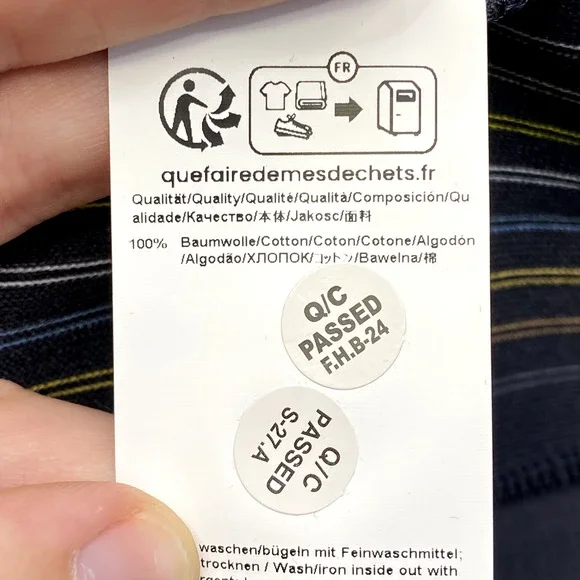 FR
quefairedemesdechets.fr
Qualität/Quality/Qualité/Qualità/Composición/Qu
alidade/Качество/本体/Jakosc/面料
100% Baumwolle/Cotton/Coton/Cotone/Algodón
/Algodão/ХЛОПОК/コットン/Bawelna/棉
Q/C
PASSED
F.H.B-24
Q/C
PASSED
S-27.A
waschen/bügeln mit Feinwaschmittel;
trocknen / Wash/iron inside out with